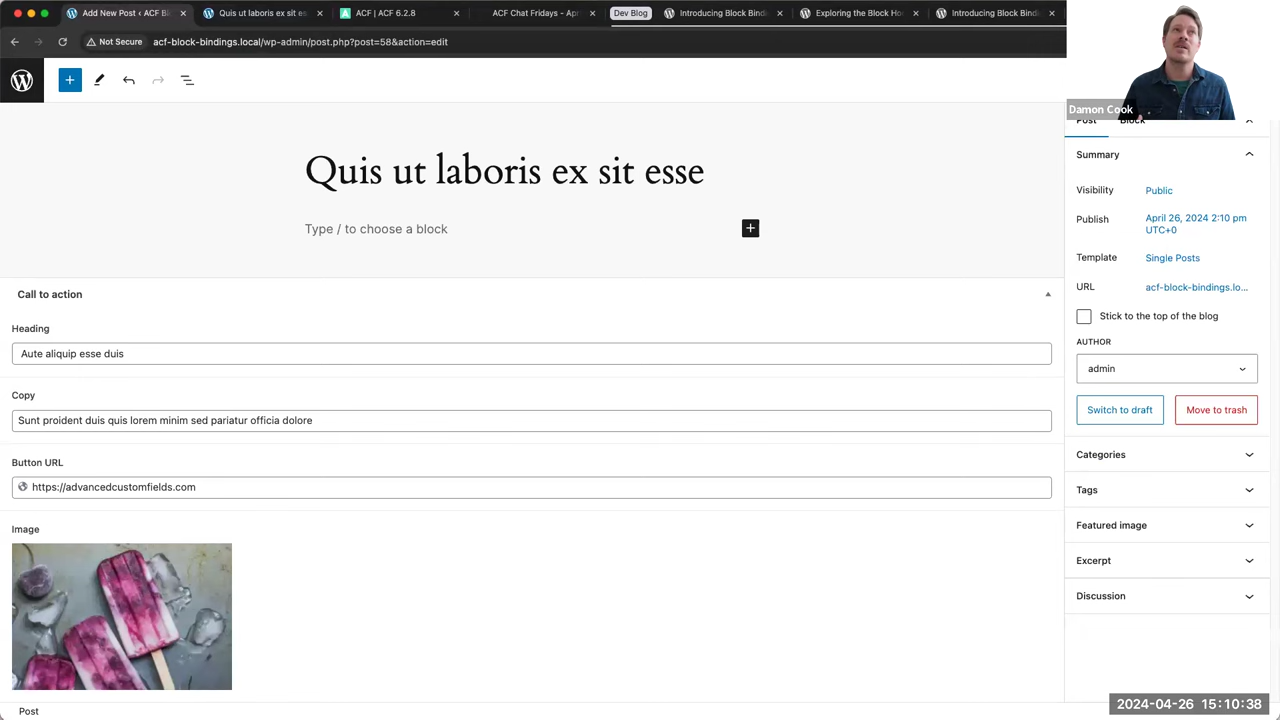 Add New Post ‹ ACF Block Bi
Quis ut laboris ex sit esse
ACF | ACF 6.2.8
ACF Chat Fridays - Apr
Dev Blog
Introducing Block Bindings
Exploring the Block Ho
Introducing Block Bindi
Not Secure
acf-block-bindings.local/wp-admin/post.php?post=58&action=edit
Damon Cook
Post
Block
Quis ut laboris ex sit esse
Type / to choose a block
Call to action
Heading
Aute aliquip esse duis
Copy
Sunt proident duis quis lorem minim sed pariatur officia dolore
Button URL
https://advancedcustomfields.com
Image
Summary
Visibility
Public
Publish
April 26, 2024 2:10 pm
UTC+0
Template
Single Posts
URL
acf-block-bindings.lo...
Stick to the top of the blog
AUTHOR
admin
Switch to draft
Move to trash
Categories
Tags
Featured image
Excerpt
Discussion
Post
2024-04-26 15:10:38